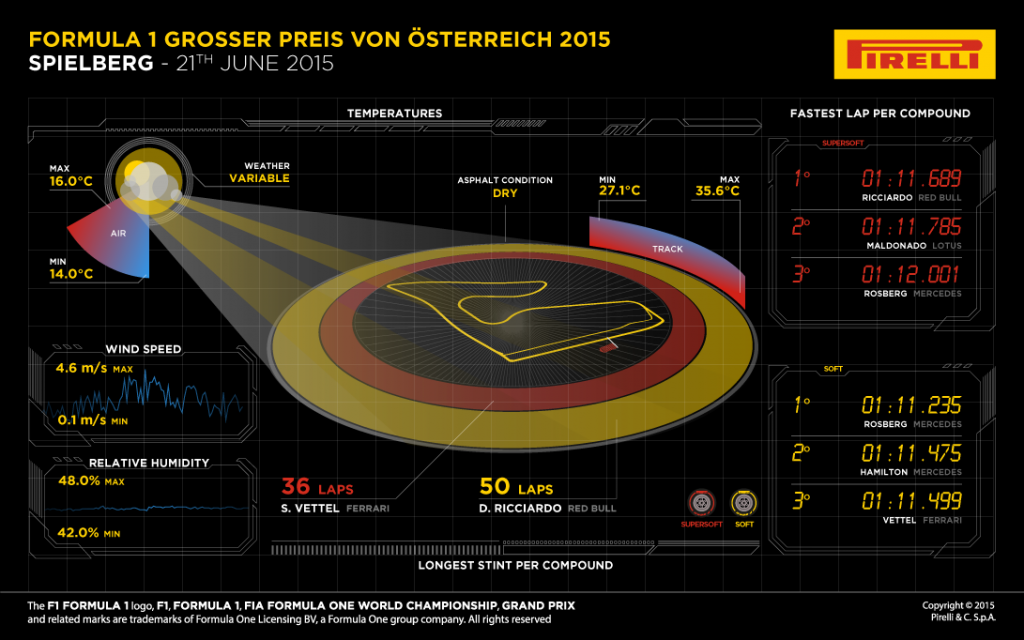 FORMULA 1 GROSSER PREIS VON ÖSTERREICH 2015
SPIELBERG - 21TH JUNE 2015
PIRELLI
TEMPERATURES
MAX
16.0°C
WEATHER
VARIABLE
AIR
MIN
14.0°C
ASPHALT CONDITION
DRY
MIN
27.1°C
MAX
35.6°C
TRACK
WIND SPEED
4.6 m/s MAX
0.1 m/s MIN
RELATIVE HUMIDITY
48.0% MAX
42.0% MIN
36 LAPS
S. VETTEL FERRARI
50 LAPS
D. RICCIARDO RED BULL
SUPERSOFT
SOFT
LONGEST STINT PER COMPOUND
FASTEST LAP PER COMPOUND
SUPERSOFT
1° 01:11.689
RICCIARDO RED BULL
2° 01:11.785
MALDONADO LOTUS
3° 01:12.001
ROSBERG MERCEDES
SOFT
1° 01:11.235
ROSBERG MERCEDES
2° 01:11.475
HAMILTON MERCEDES
3° 01:11.499
VETTEL FERRARI
The F1 FORMULA 1 logo, F1, FORMULA 1, FIA FORMULA ONE WORLD CHAMPIONSHIP, GRAND PRIX
and related marks are trademarks of Formula One Licensing BV, a Formula One group company. All rights reserved
Copyright © 2015
Pirelli & C. S.p.A.